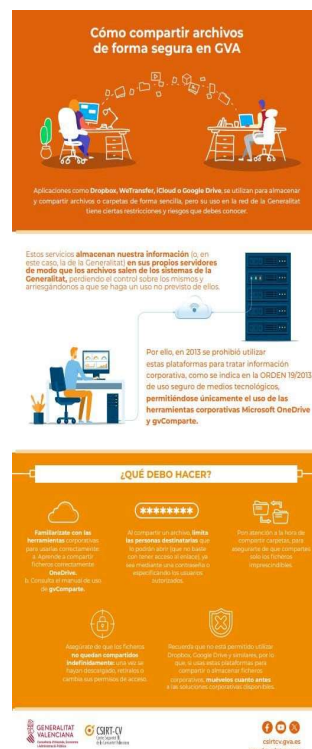 Cómo compartir archivos
de forma segura en GVA
Aplicaciones como Dropbox, WeTransfer, iCloud o Google Drive, se utilizan para almacenar
y compartir archivos o carpetas de forma sencilla, pero su uso en la red de la Generalitat
tiene ciertas restricciones y riesgos que debes conocer.
Estos servicios almacenan nuestra información (o, en
este caso, la de la Generalitat) en sus propios servidores
de modo que los archivos salen de los sistemas de la
Generalitat, perdiendo el control sobre los mismos y
arriesgándonos a que se haga un uso no previsto de ellos.
Por ello, en 2013 se prohibió utilizar
estas plataformas para tratar información
corporativa, como se indica en la ORDEN 19/2013
de uso seguro de medios tecnológicos,
permitiéndose únicamente el uso de las
herramientas corporativas Microsoft OneDrive
y gvComparte.
¿QUÉ DEBO HACER?
Familiarízate con las
herramientas corporativas
para usarlas correctamente
a. Aprende a compartir
ficheros correctamente
OneDrive.
b. Consulta el manual de uso
de gvComparte.
Al compartir un archivo, limita
las personas destinatarias que
lo podrán abrir (que no baste
con tener acceso al enlace), ya
sea mediante una contraseña o
especificando los usuarios
autorizados.
Pon atención a la hora de
compartir carpetas, para
asegurarte de que compartes
solo los ficheros
imprescindibles.
Asegúrate de que los ficheros
no quedan compartidos
indefinidamente: una vez se
hayan descargado, retíralos o
cambia sus permisos de acceso.
Recuerda que no está permitido utilizar
Dropbox, Google Drive y similares, por lo
que, si usas estas plataformas para
compartir o almacenar ficheros
corporativos, muévelos cuanto antes
a las soluciones corporativas disponibles.
GENERALITAT
VALENCIANA
CSIRT-CV
csirtcv.gva.es